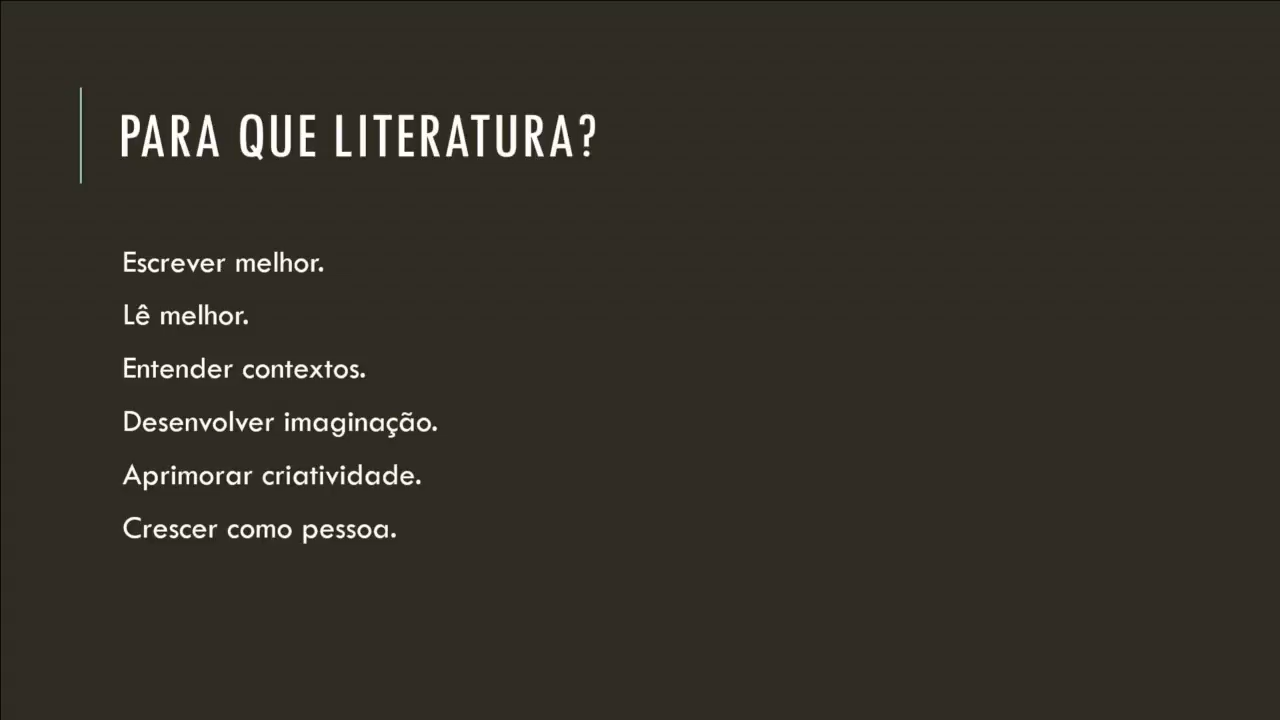 PARA QUE LITERATURA?
Escrever melhor.
Lê melhor.
Entender contextos.
Desenvolver imaginação.
Aprimorar criatividade.
Crescer como pessoa.